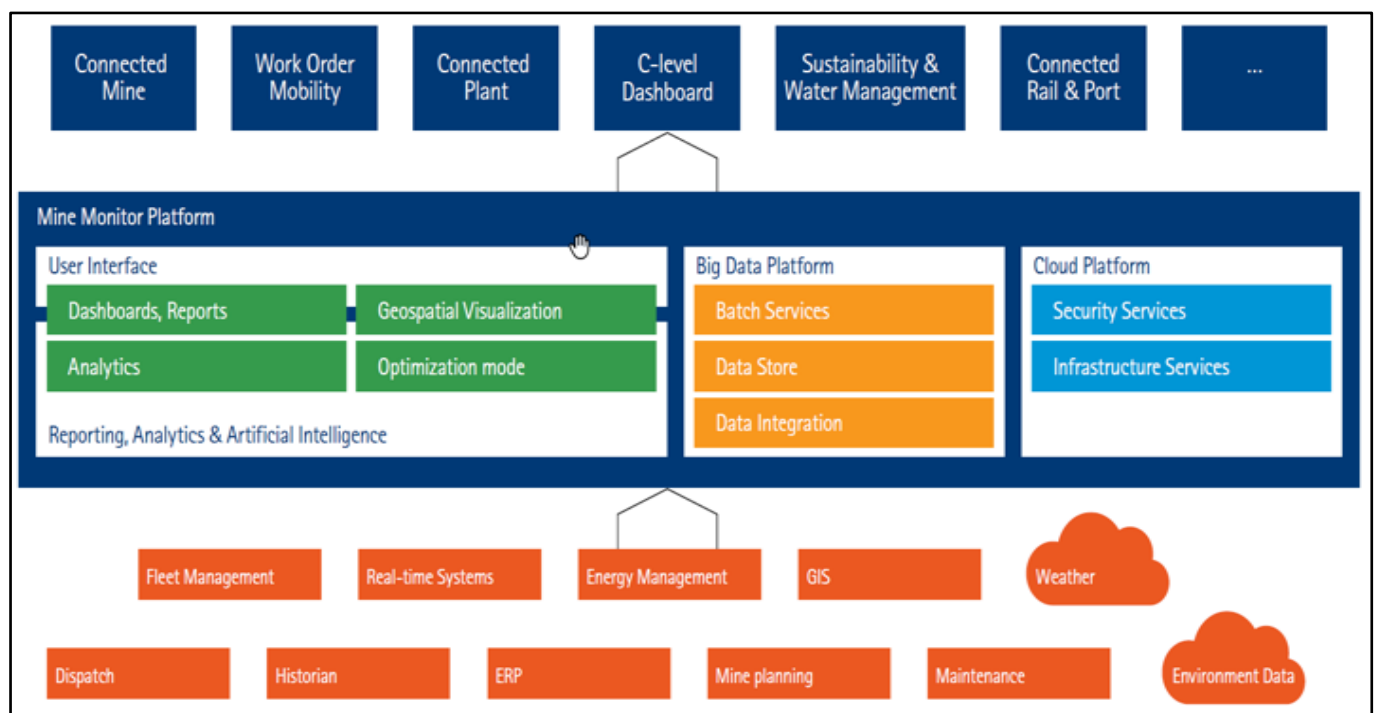 Connected
Mine
Work Order
Mobility
Connected
Plant
C-level
Dashboard
Sustainability &
Water Management
Connected
Rail & Port
...
Mine Monitor Platform
User Interface
Dashboards, Reports
Geospatial Visualization
Analytics
Optimization mode
Reporting, Analytics & Artificial Intelligence
Big Data Platform
Batch Services
Data Store
Data Integration
Cloud Platform
Security Services
Infrastructure Services
Fleet Management
Real-time Systems
Energy Management
GIS
Weather
Dispatch
Historian
ERP
Mine planning
Maintenance
Environment Data